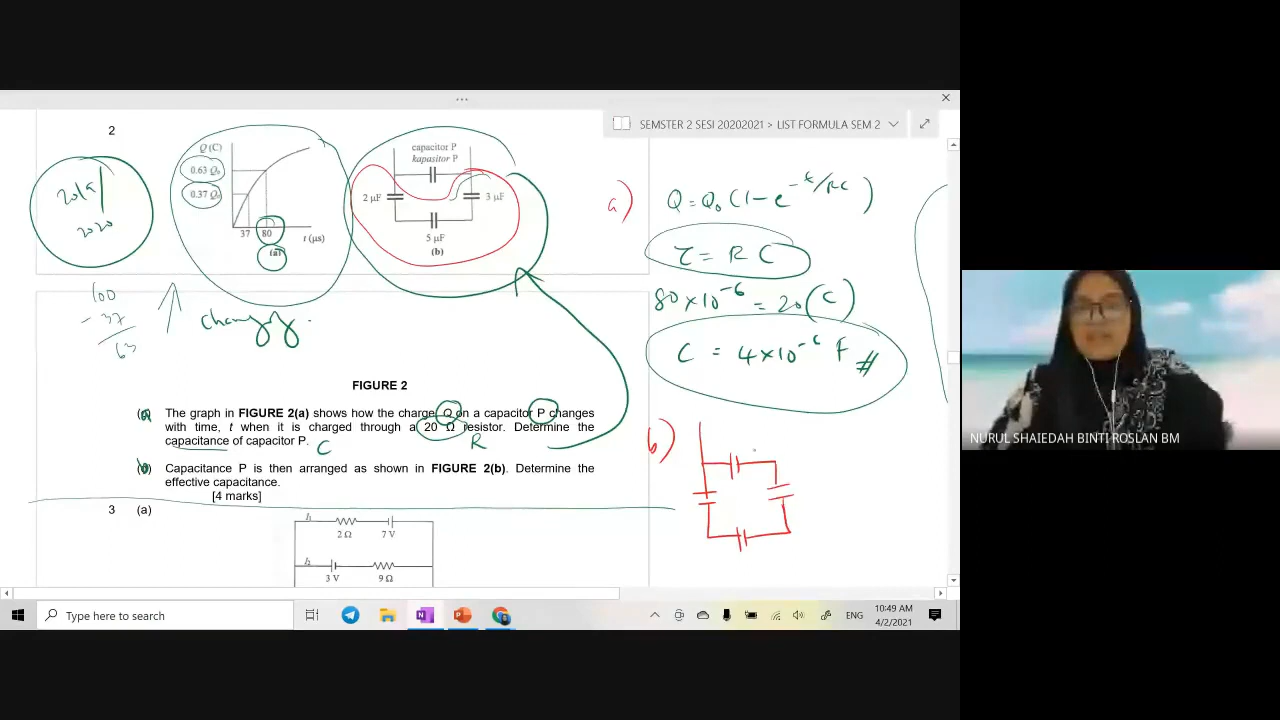 SEMSTER 2 SESI 20202021 > LIST FORMULA SEM 2
2
2019/
2020
Q (C)
0.63 Q₀
0.37 Q₀
37 80
t (μs)
(a)
capacitor P
kapasitor P
2 μF
3 μF
5 μF
(b)
100
- 37
63
charging.
FIGURE 2
(a) The graph in FIGURE 2(a) shows how the charge, Q on a capacitor P changes
with time, t when it is charged through a 20 Ω resistor. Determine the
capacitance of capacitor P.
C
R
(b) Capacitance P is then arranged as shown in FIGURE 2(b). Determine the
effective capacitance.
[4 marks]
3 (a)
I₁
2 Ω 7 V
I₂
3 V 9 Ω
a) Q = Q₀ (1 - e^-t/RC)
τ = R C
80 x 10^-6 = 20 (C)
C = 4 x 10^-6 F #
b)
NURUL SHAIEDAH BINTI ROSLAN BM
Type here to search
ENG
10:49 AM
4/2/2021